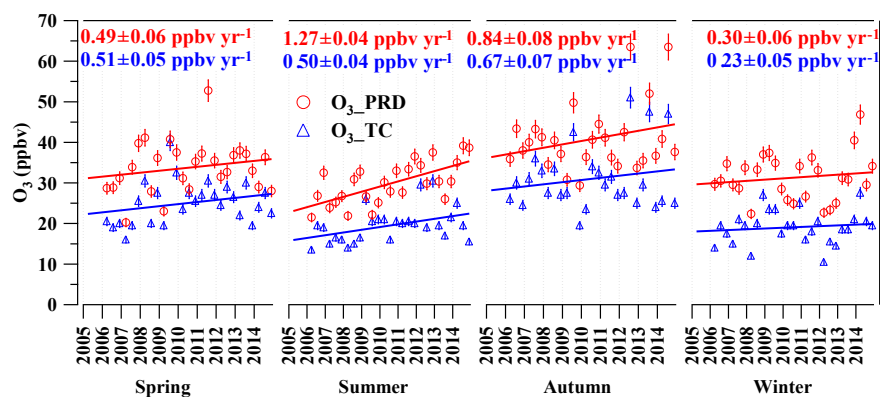 70
60
50
40
30
20
10
0
O₃ (ppbv)
0.49±0.06 ppbv yr⁻¹
0.51±0.05 ppbv yr⁻¹
1.27±0.04 ppbv yr⁻¹
0.50±0.04 ppbv yr⁻¹
0.84±0.08 ppbv yr⁻¹
0.67±0.07 ppbv yr⁻¹
0.30±0.06 ppbv yr⁻¹
0.23±0.05 ppbv yr⁻¹
O₃_PRD
O₃_TC
2005 2006 2007 2008 2009 2010 2011 2012 2013 2014
2005 2006 2007 2008 2009 2010 2011 2012 2013 2014
2005 2006 2007 2008 2009 2010 2011 2012 2013 2014
2005 2006 2007 2008 2009 2010 2011 2012 2013 2014
Spring Summer Autumn Winter